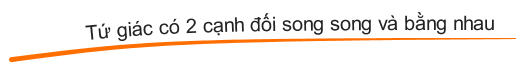 Tứ giác có 2 cạnh đối song song và bằng nhau